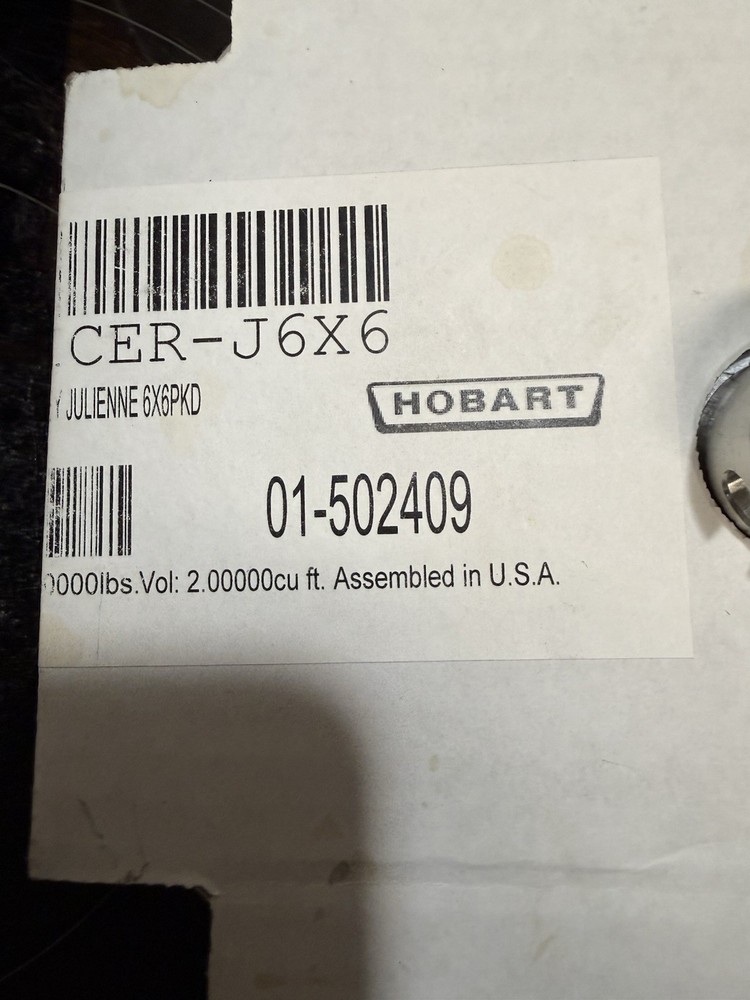 CER-J6X6
Y JULIENNE 6X6PKD
HOBART
01-502409
0000lbs.Vol: 2.00000cu ft. Assembled in U.S.A.